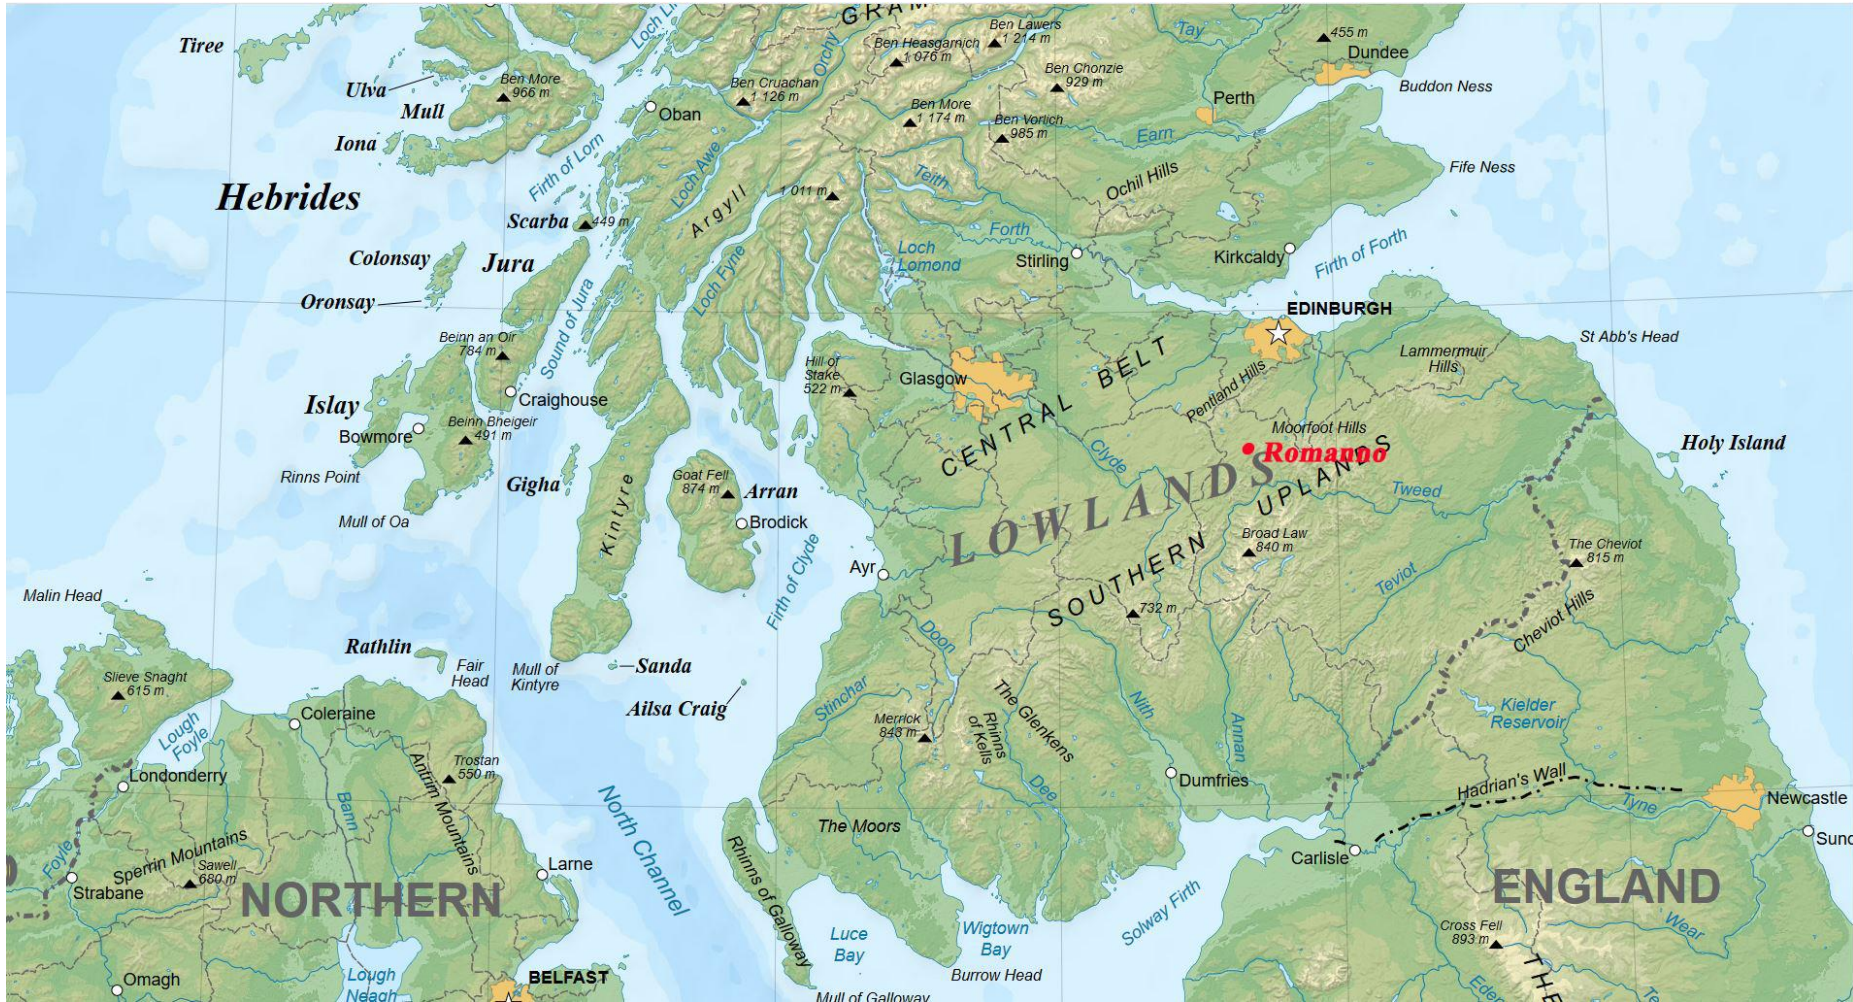 GRAM
Tiree
Loch Li
Orchy
Ben Lawers
1 214 m
Tay
455 m
Dundee
Ben Heasgarnich
1 076 m
Ulva
Ben More
966 m
Ben Cruachan
1 126 m
Ben Chonzie
929 m
Buddon Ness
Mull
Oban
Ben More
1 174 m
Perth
Ben Vorlich
985 m
Earn
Iona
Firth of Lorn
Loch Awe
Fife Ness
Hebrides
Argyll
1 011 m
Teith
Ochil Hills
Scarba
449 m
Forth
Colonsay
Jura
Loch Fyne
Loch
Lomond
Stirling
Kirkcaldy
Firth of Forth
Oronsay
Sound of Jura
EDINBURGH
Beinn an Oir
784 m
St Abb's Head
Hill of
Stake
522 m
Glasgow
CENTRAL BELT
Pentland Hills
Lammermuir
Hills
Islay
Craighouse
Bowmore
Beinn Bheigeir
491 m
Clyde
Moorfoot Hills
Romanno
Holy Island
Rinns Point
Gigha
Kintyre
Goat Fell
874 m
Arran
LOWLANDS
SOUTHERN UPLANDS
Tweed
Mull of Oa
Brodick
Firth of Clyde
Broad Law
840 m
The Cheviot
815 m
Ayr
Teviot
Malin Head
732 m
Cheviot Hills
Rathlin
Fair
Head
Mull of
Kintyre
Sanda
Doon
Slieve Snaght
615 m
Ailsa Craig
Stinchar
Merrick
843 m
Rhinns
of Kells
The Glenkens
Nith
Annan
Kielder
Reservoir
Lough
Foyle
Coleraine
Trostan
550 m
Antrim Mountains
Londonderry
Bann
North Channel
Dee
Dumfries
Hadrian's Wall
Tyne
Newcastle
The Moors
Sund
Foyle
Sperrin Mountains
Sawel
680 m
Strabane
Larne
Rhins of Galloway
Carlisle
NORTHERN
ENGLAND
Solway Firth
Luce
Bay
Wigtown
Bay
Cross Fell
893 m
Wear
THE
Omagh
Lough
Neagh
BELFAST
Burrow Head
Mull of Galloway
Eden
Te